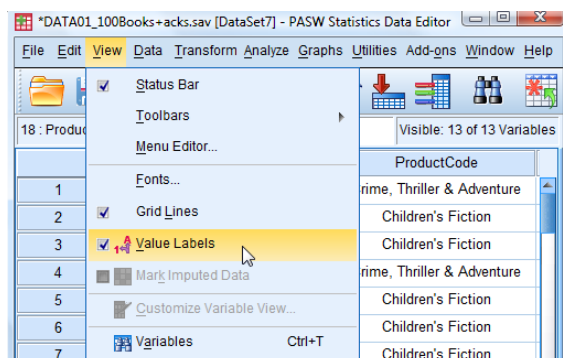 *DATA01_100Books+acks.sav [DataSet7] - PASW Statistics Data Editor
File Edit View Data Transform Analyze Graphs Utilities Add-ons Window Help
18 : Produc
Visible: 13 of 13 Variables
Status Bar
Toolbars
Menu Editor...
Fonts...
Grid Lines
Value Labels
Mark Imputed Data
Customize Variable View...
Variables Ctrl+T
ProductCode
1 rime, Thriller & Adventure
2 Children's Fiction
3 Children's Fiction
4 rime, Thriller & Adventure
5 Children's Fiction
6 Children's Fiction
7 Children's Fiction